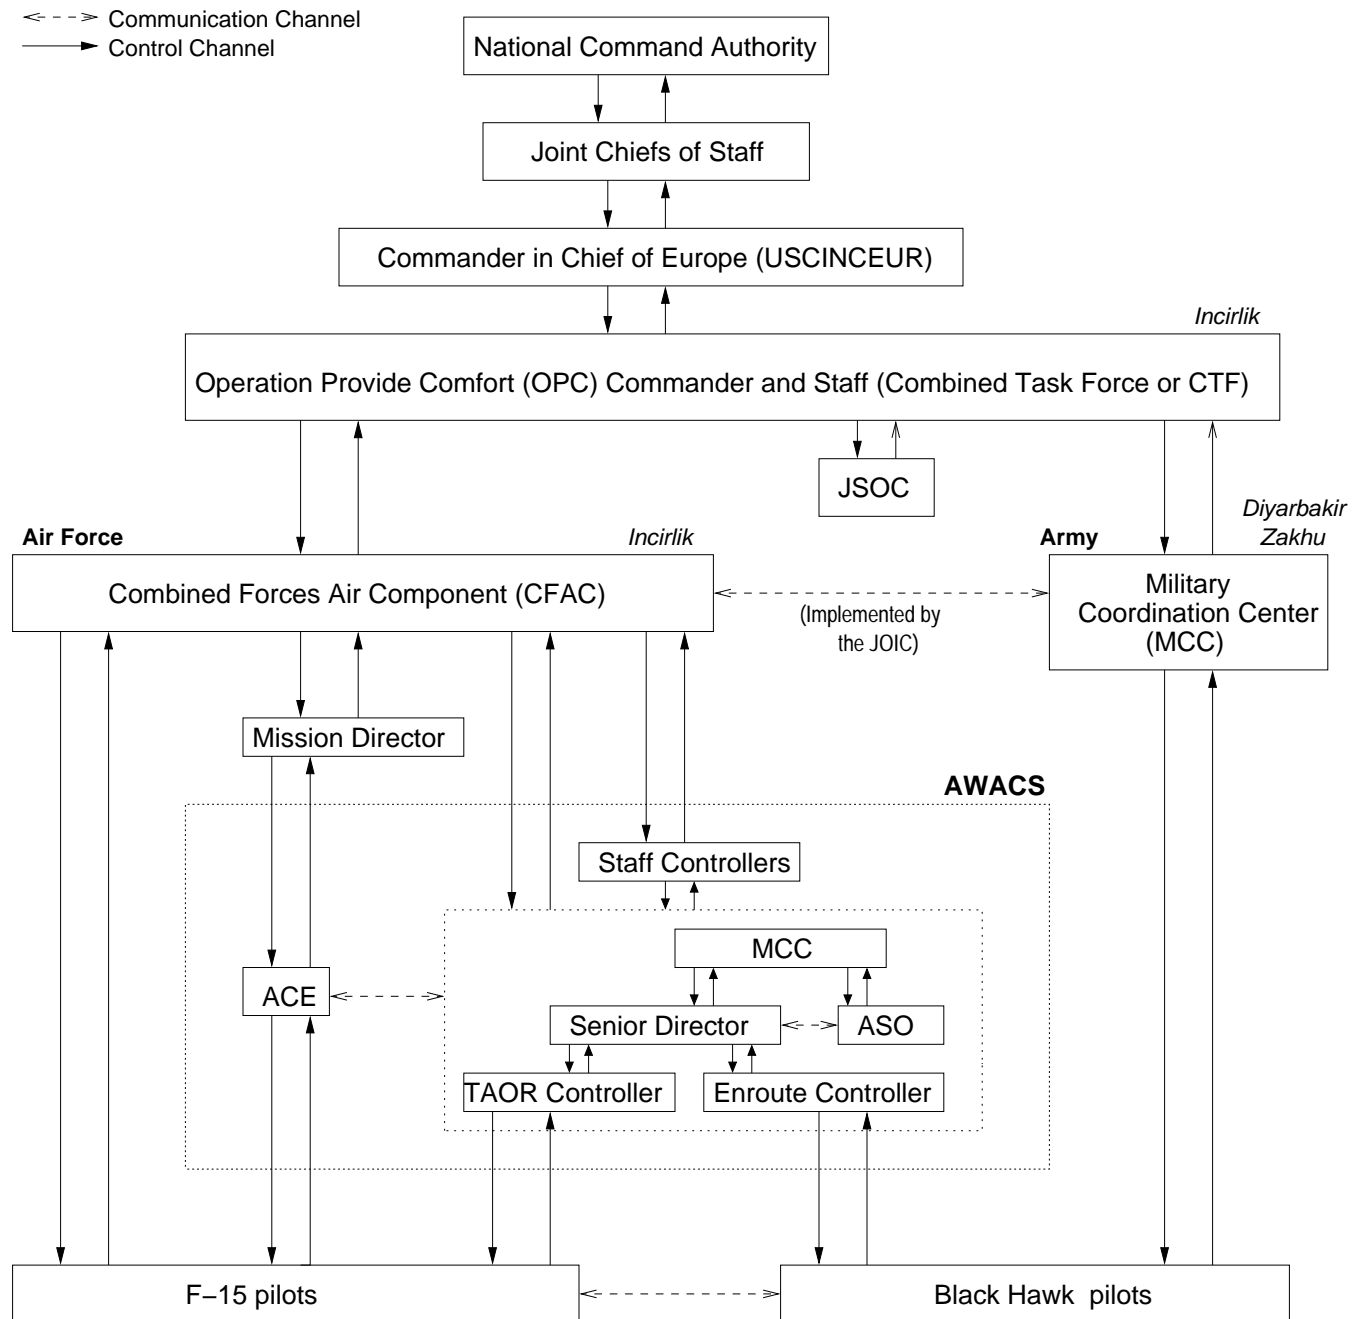 Communication Channel
Control Channel
National Command Authority
Joint Chiefs of Staff
Commander in Chief of Europe (USCINCEUR)
Incirlik
Operation Provide Comfort (OPC) Commander and Staff (Combined Task Force or CTF)
JSOC
Air Force
Incirlik
Army
Diyarbakir
Zakhu
Combined Forces Air Component (CFAC)
(Implemented by
the JOIC)
Military
Coordination Center
(MCC)
Mission Director
AWACS
Staff Controllers
MCC
ACE
Senior Director
ASO
TAOR Controller
Enroute Controller
F−15 pilots
Black Hawk pilots